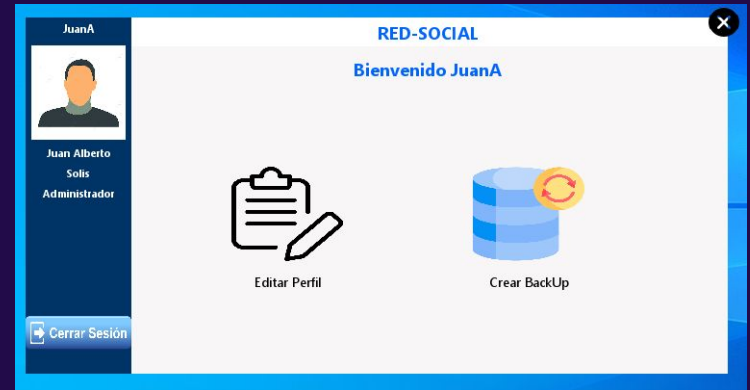 JuanA
RED-SOCIAL
Bienvenido JuanA
Juan Alberto
Solis
Administrador
Editar Perfil
Crear BackUp
Cerrar Sesión